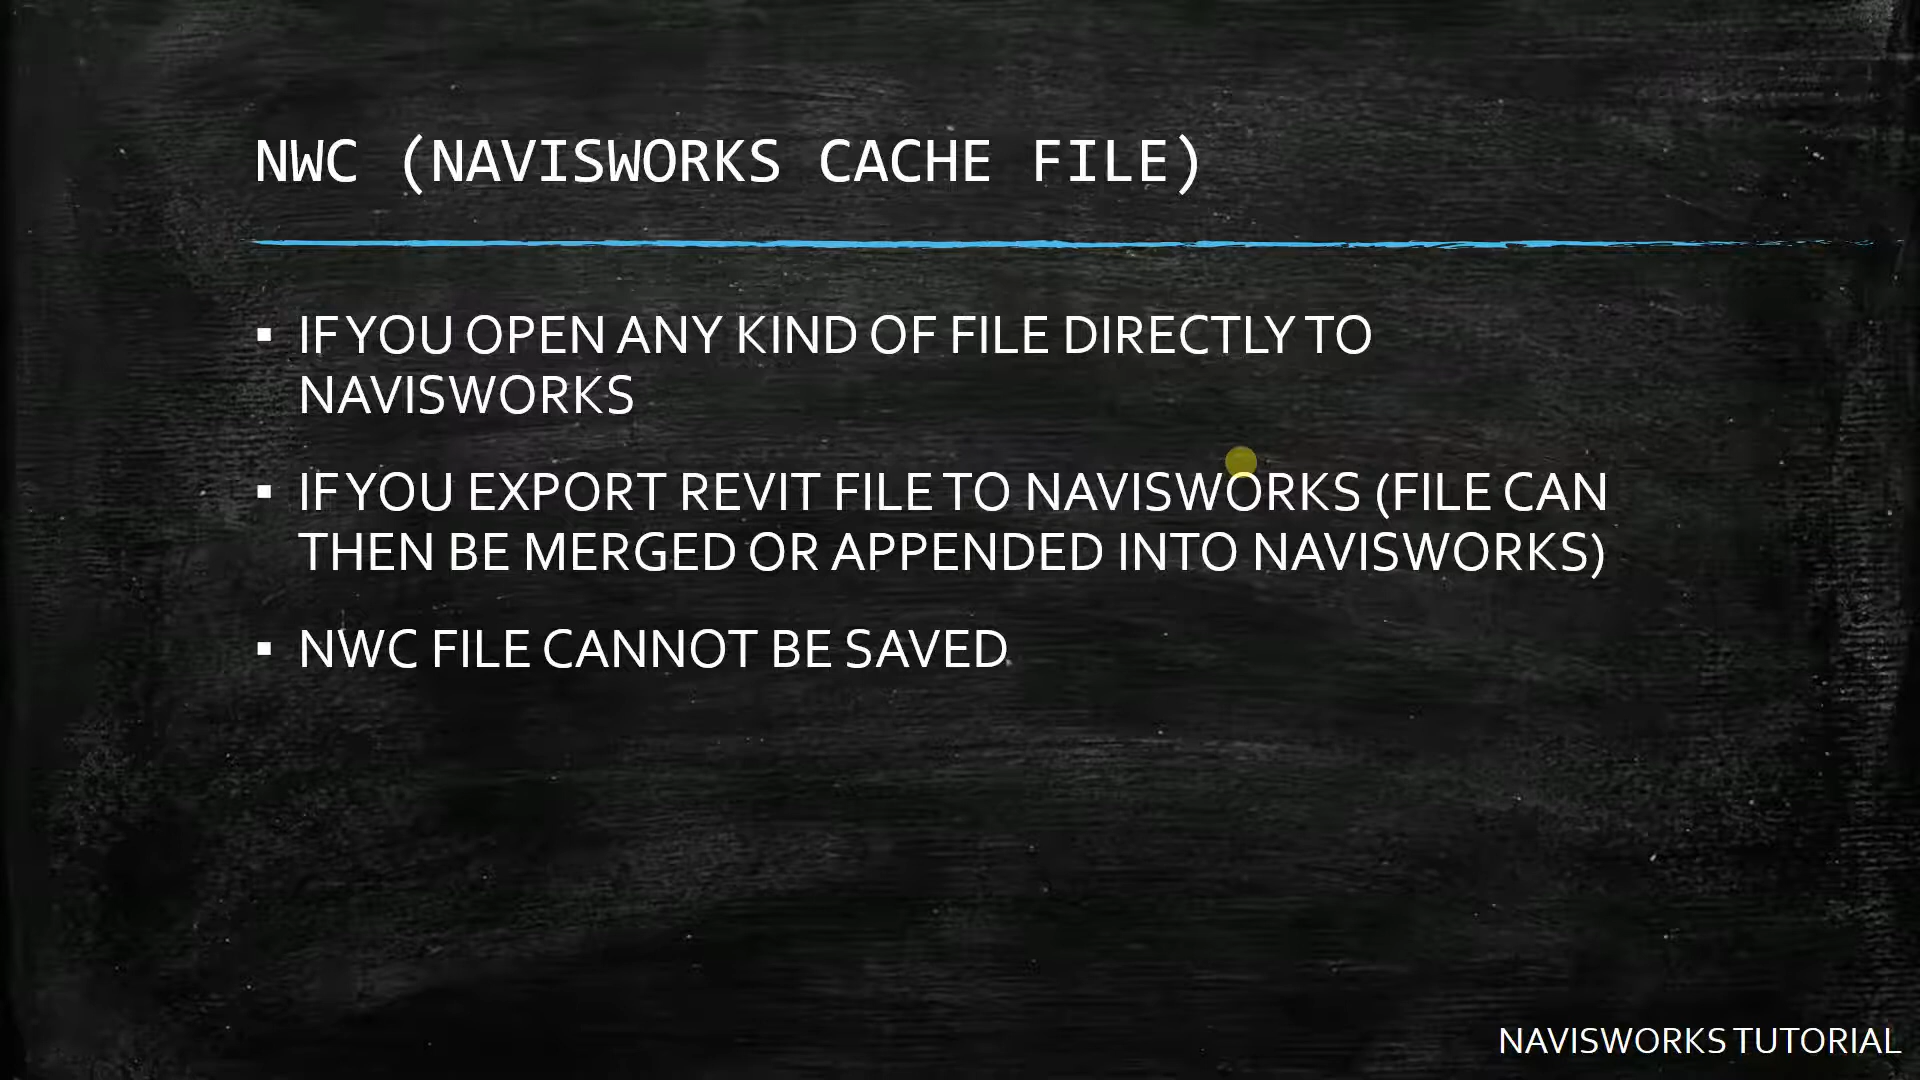 NWC (NAVISWORKS CACHE FILE)
▪ IF YOU OPEN ANY KIND OF FILE DIRECTLY TO
NAVISWORKS
▪ IF YOU EXPORT REVIT FILE TO NAVISWORKS (FILE CAN
THEN BE MERGED OR APPENDED INTO NAVISWORKS)
▪ NWC FILE CANNOT BE SAVED
NAVISWORKS TUTORIAL